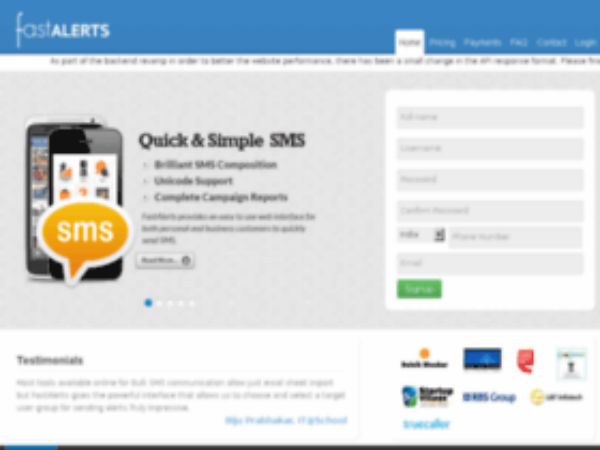 fastALERTS
Home Pricing Payments FAQ Contact Login
As part of the backend revamp in order to better the website performance, there has been a small change in the API response format. Please
Quick & Simple SMS
Brilliant SMS Composition
Unicode Support
Complete Campaign Reports
FastAlerts provides an easy to use web interface for
both personal and business customers to quickly
send SMS.
Read More...
sms
Full name
Username
Password
Confirm Password
India Phone number
Email
Sign up
Testimonials
Most tools available online for Bulk SMS communication allow just excel sheet import
but FastAlerts gives the powerful interface that allows us to choose and select a target
user group for sending alerts. Truly impressive.
Biju Prabhakar, IT@School
Startup
Village
RBS Group
L&T Infotech
truecaller